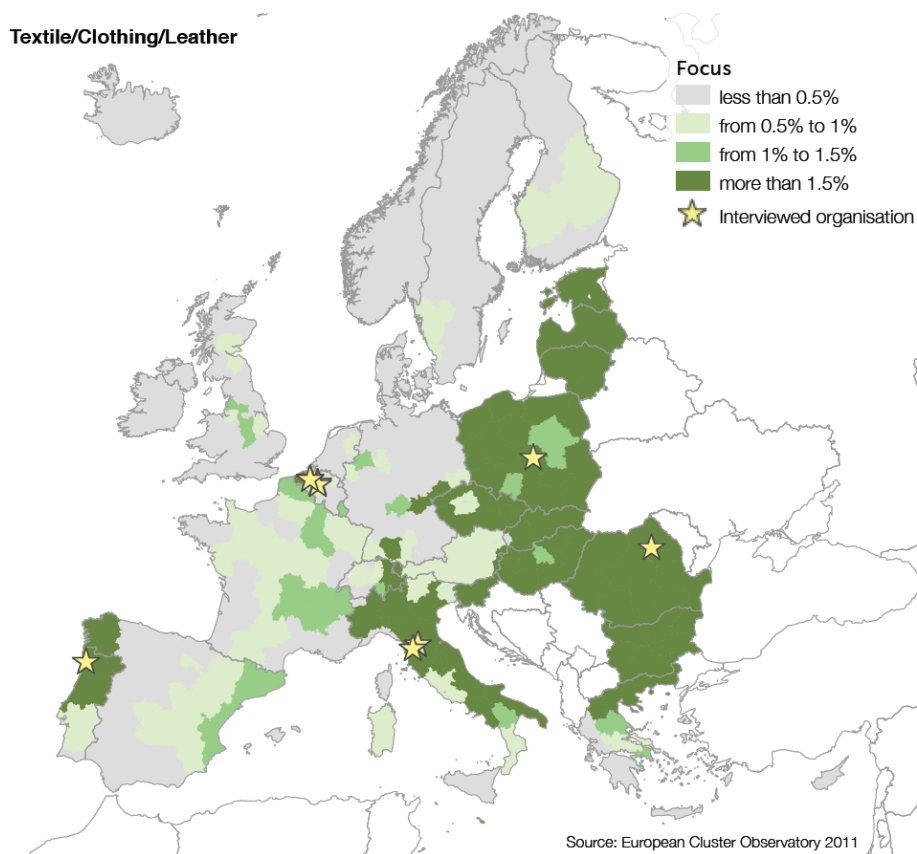 Textile/Clothing/Leather
Focus
less than 0.5%
from 0.5% to 1%
from 1% to 1.5%
more than 1.5%
Interviewed organisation
Source: European Cluster Observatory 2011